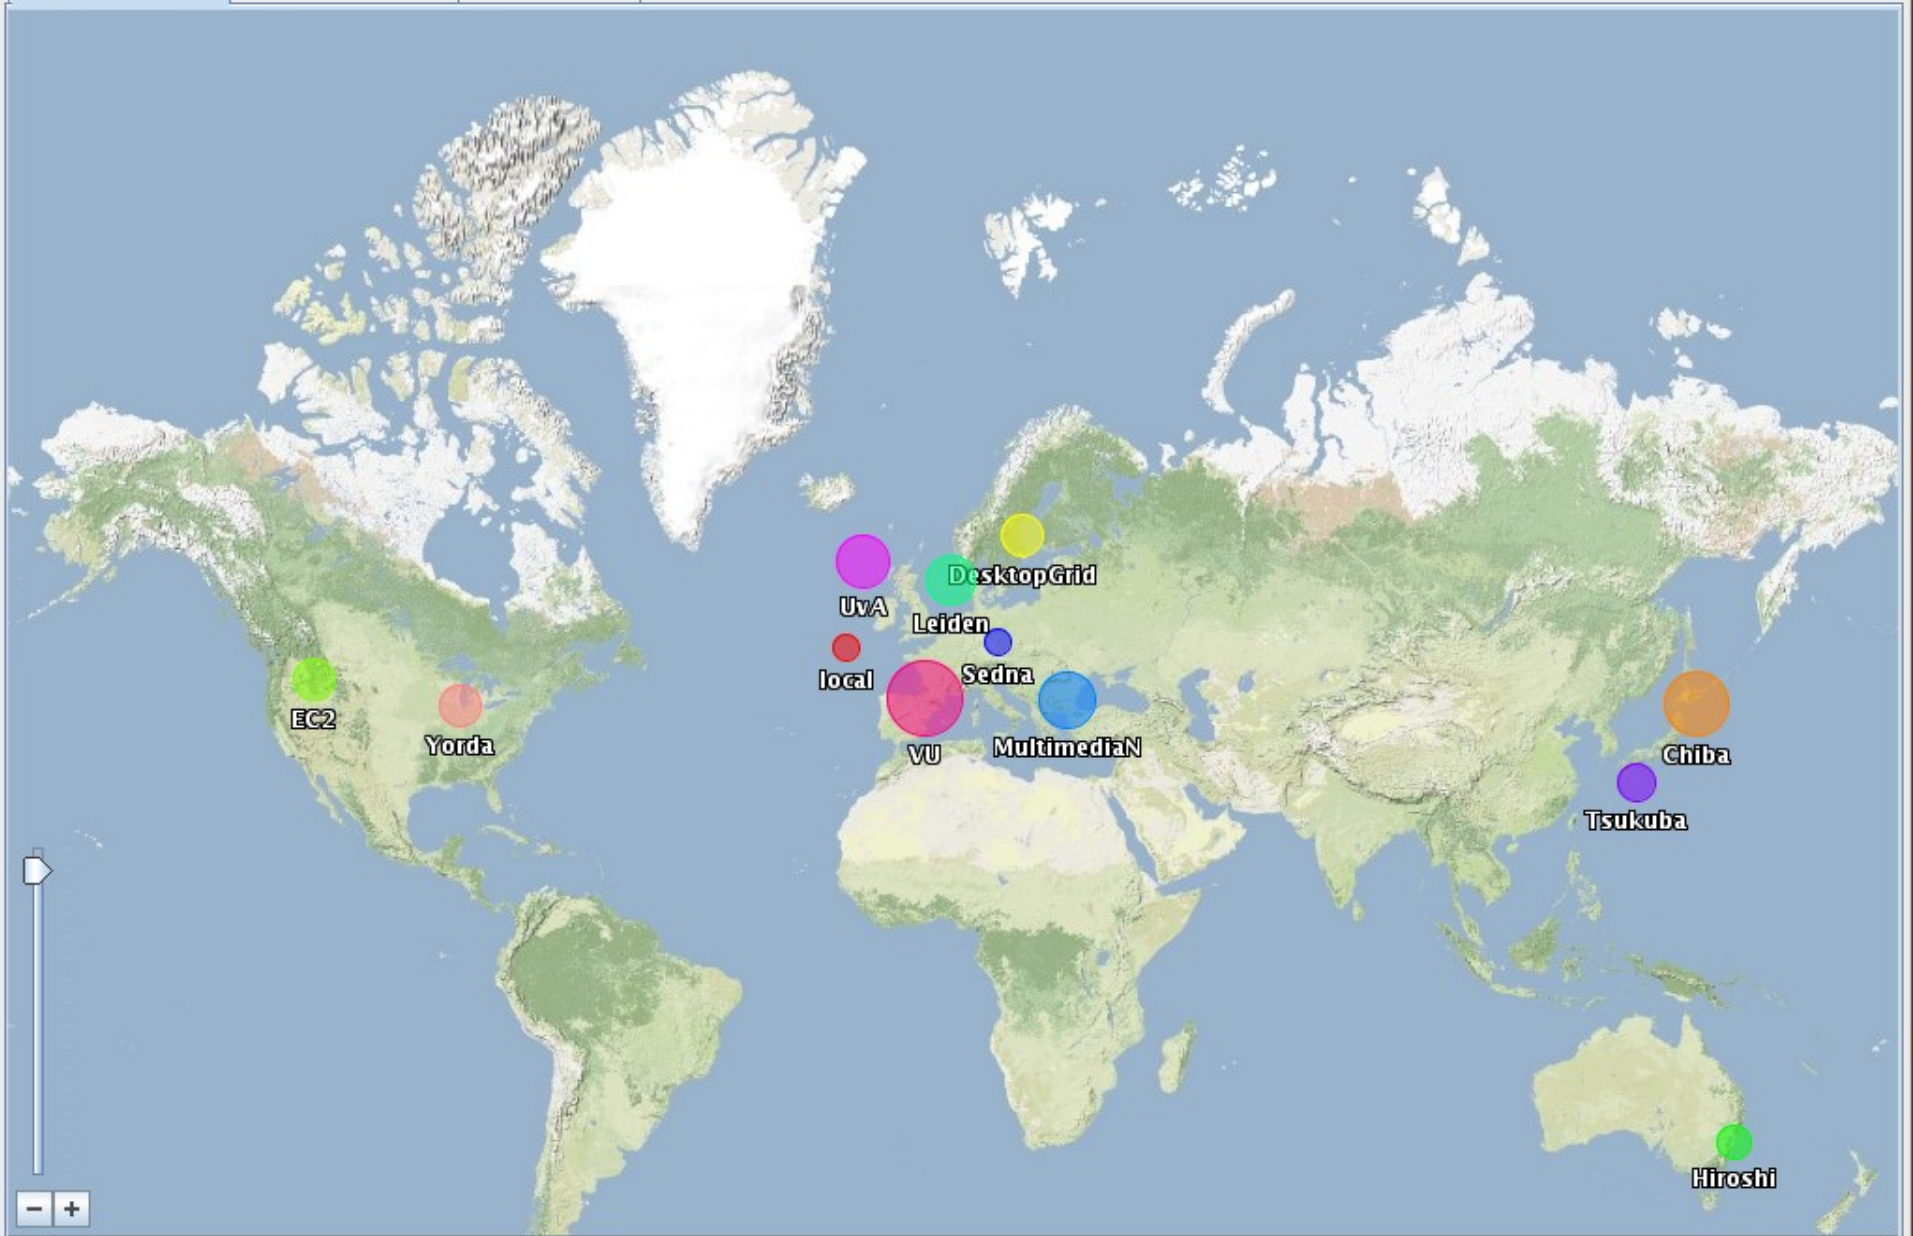 DesktopGrid
UvA
Leiden
Sedna
local
EC2
Yorda
VU
MultimediaN
Chiba
Tsukuba
Hiroshi
− +